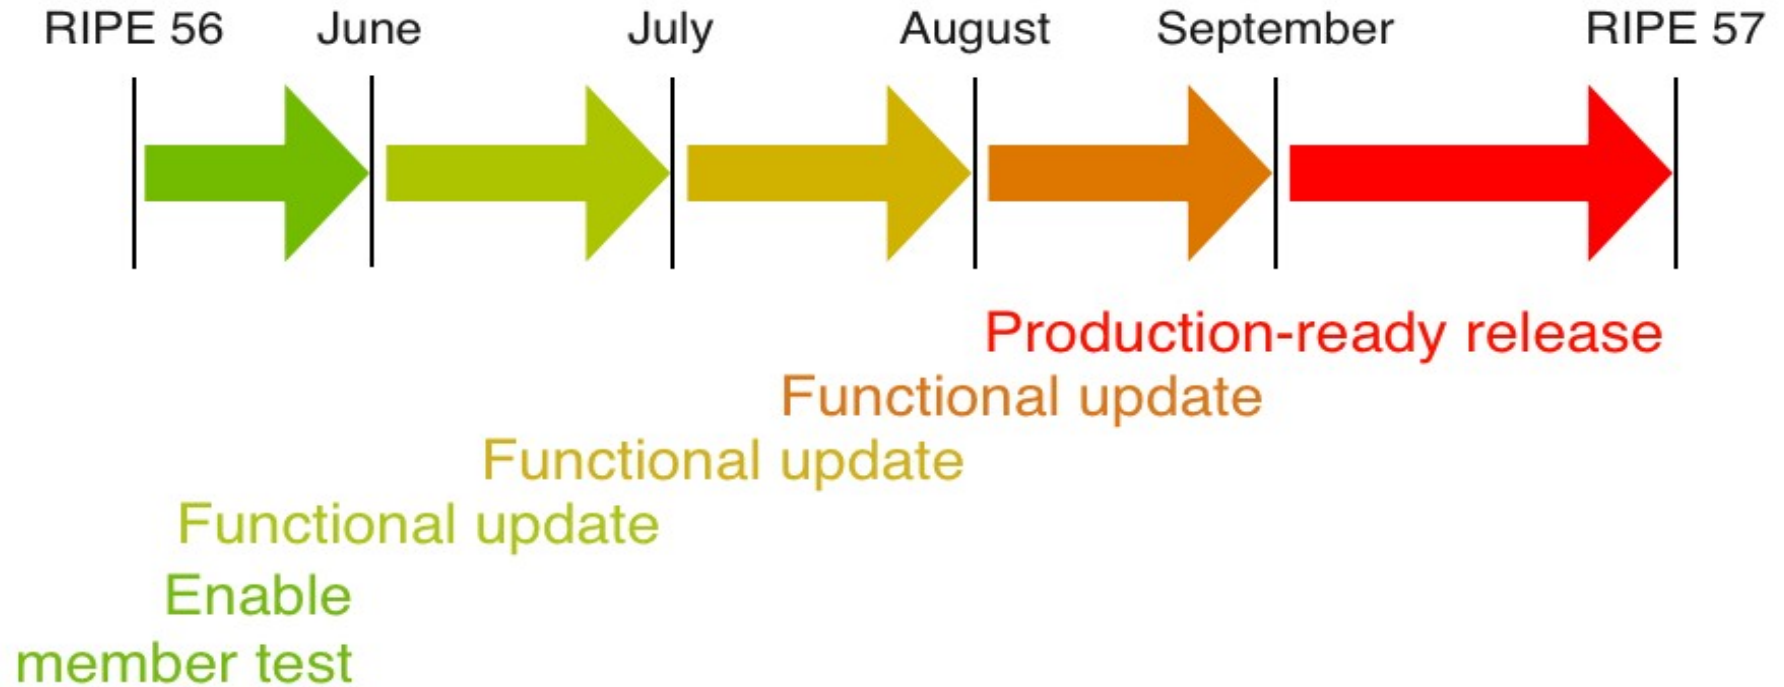 RIPE 56 June July August September RIPE 57
Production-ready release
Functional update
Functional update
Functional update
Enable
member test